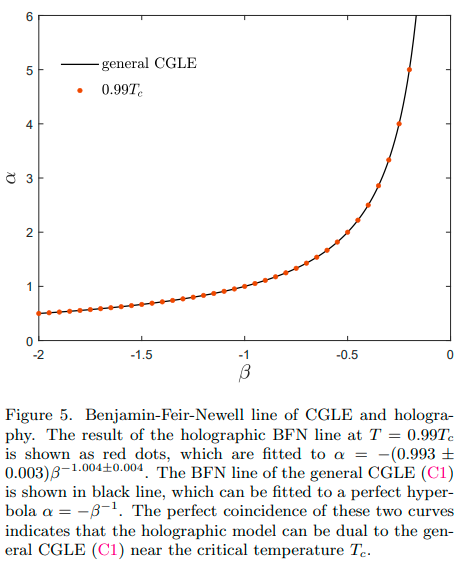 6
5
4
3
2
1
0
α
general CGLE
0.99T_c
-2 -1.5 -1 -0.5 0
β
Figure 5. Benjamin-Feir-Newell line of CGLE and hologra-
phy. The result of the holographic BFN line at T = 0.99T_c
is shown as red dots, which are fitted to α = −(0.993 ±
0.003)β^{−1.004±0.004}. The BFN line of the general CGLE (C1)
is shown in black line, which can be fitted to a perfect hyper-
bola α = −β^{−1}. The perfect coincidence of these two curves
indicates that the holographic model can be dual to the gen-
eral CGLE (C1) near the critical temperature T_c.